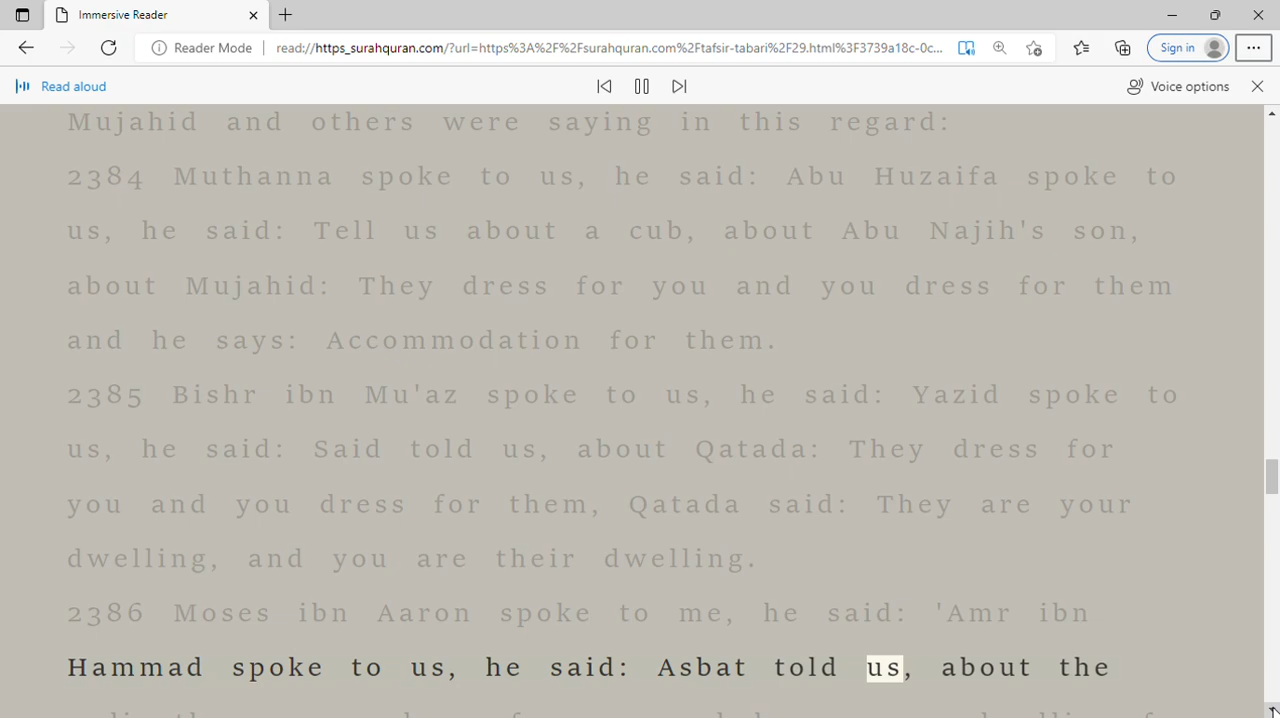 Immersive Reader
Reader Mode
read://https_surahquran.com/?url=https%3A%2F%2Fsurahquran.com%2Ftafsir-tabari%2F29.html%3F3739a18c-0c...
Sign in
Read aloud
Voice options
Mujahid and others were saying in this regard:
2384 Muthanna spoke to us, he said: Abu Huzaifa spoke to
us, he said: Tell us about a cub, about Abu Najih's son,
about Mujahid: They dress for you and you dress for them
and he says: Accommodation for them.
2385 Bishr ibn Mu'az spoke to us, he said: Yazid spoke to
us, he said: Said told us, about Qatada: They dress for
you and you dress for them, Qatada said: They are your
dwelling, and you are their dwelling.
2386 Moses ibn Aaron spoke to me, he said: 'Amr ibn
Hammad spoke to us, he said: Asbat told us, about the